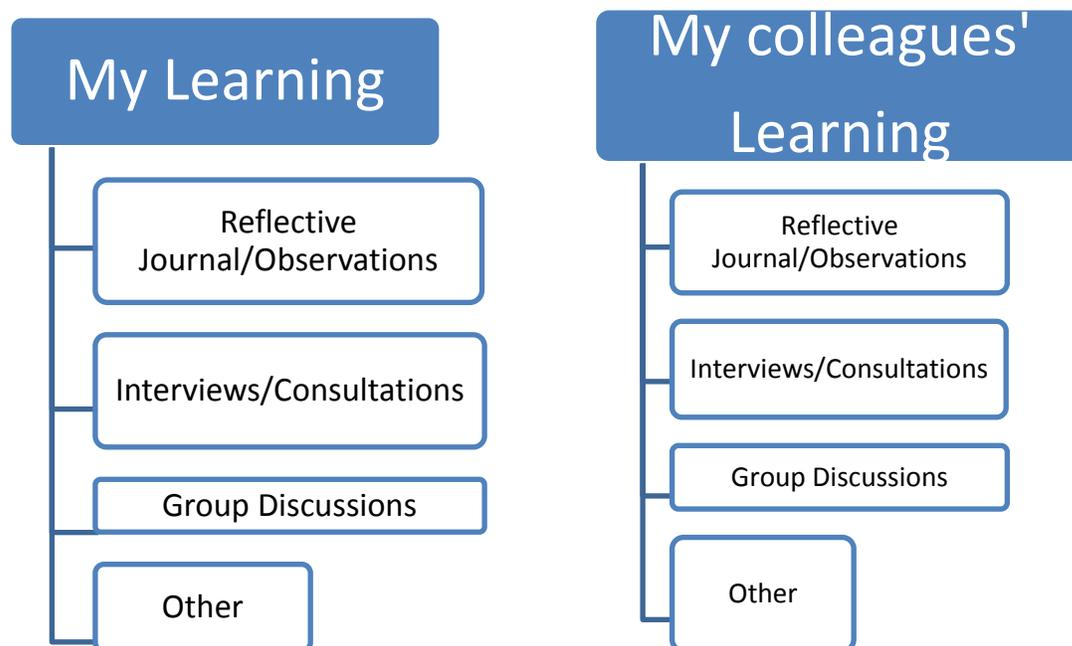 My Learning
Reflective
Journal/Observations
Interviews/Consultations
Group Discussions
Other
My colleagues'
Learning
Reflective
Journal/Observations
Interviews/Consultations
Group Discussions
Other